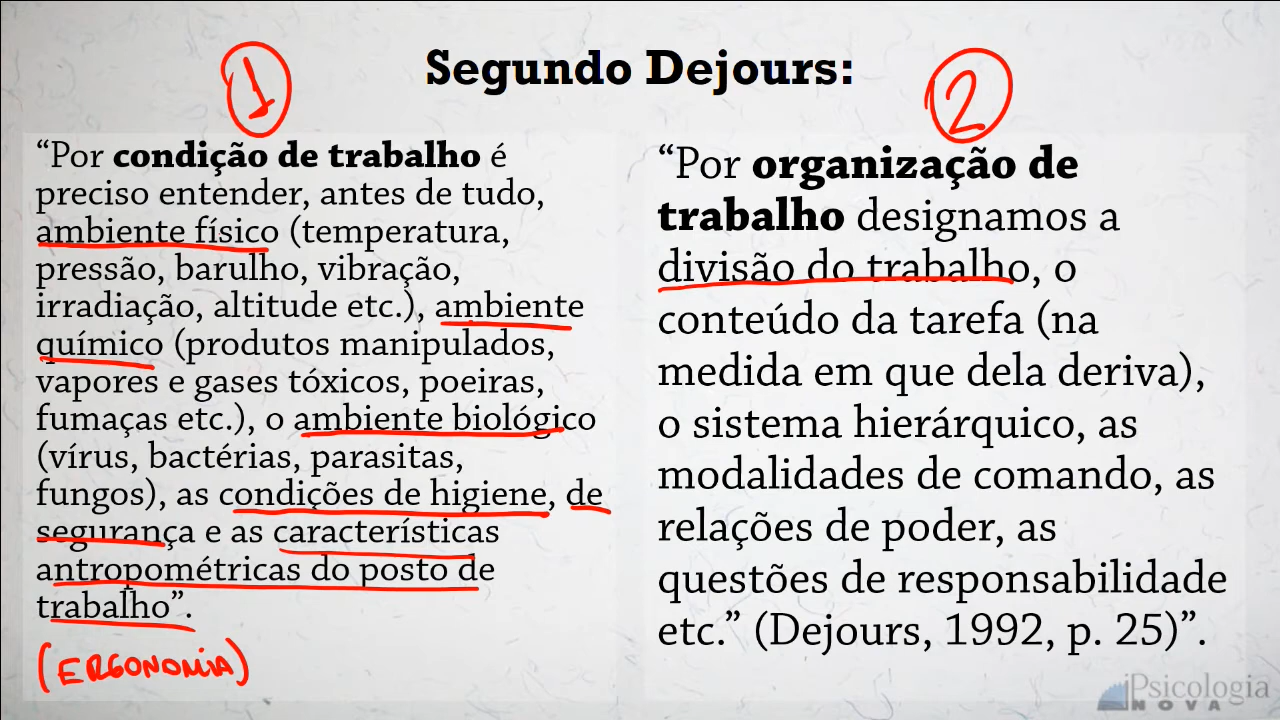 Segundo Dejours:
1
“Por condição de trabalho é
preciso entender, antes de tudo,
ambiente físico (temperatura,
pressão, barulho, vibração,
irradiação, altitude etc.), ambiente
químico (produtos manipulados,
vapores e gases tóxicos, poeiras,
fumaças etc.), o ambiente biológico
(vírus, bactérias, parasitas,
fungos), as condições de higiene, de
segurança e as características
antropométricas do posto de
trabalho”.
(ERGONOMIA)
2
“Por organização de
trabalho designamos a
divisão do trabalho, o
conteúdo da tarefa (na
medida em que dela deriva),
o sistema hierárquico, as
modalidades de comando, as
relações de poder, as
questões de responsabilidade
etc.” (Dejours, 1992, p. 25)”.
Psicologia
NOVA